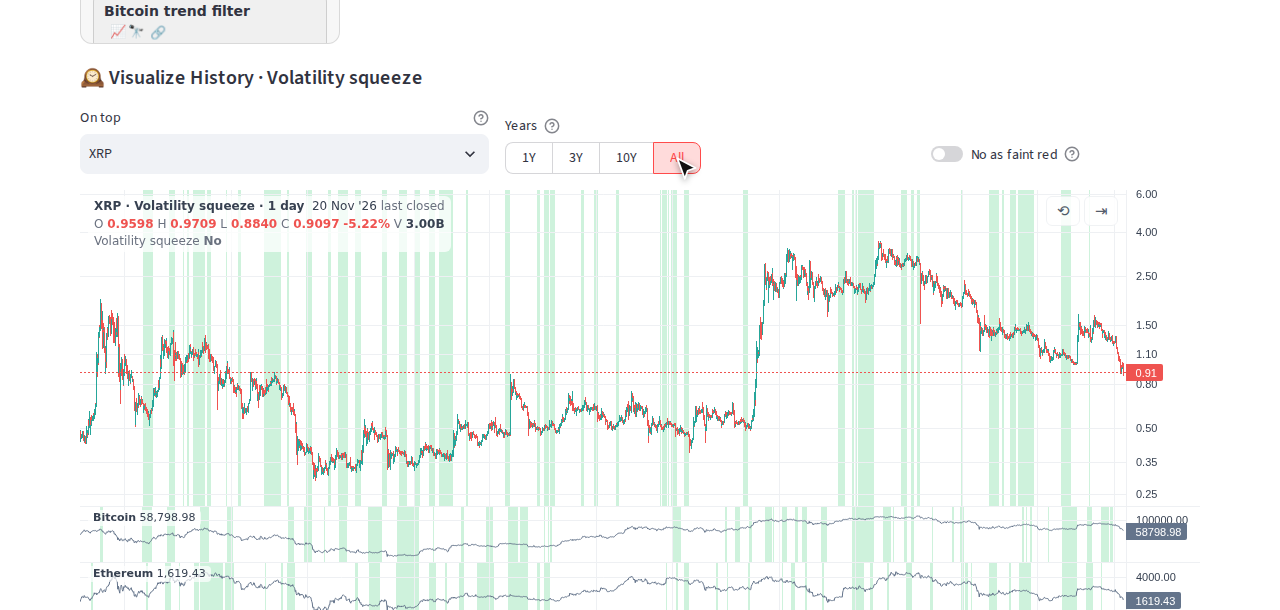 Bitcoin trend filter
Visualize History · Volatility squeeze
On top
XRP
Years
1Y
3Y
10Y
All
No as faint red
XRP · Volatility squeeze · 1 day 20 Nov '26 last closed
O 0.9598 H 0.9709 L 0.8840 C 0.9097 -5.22% V 3.00B
Volatility squeeze No
6.00
4.00
2.50
1.50
1.10
0.91
0.80
0.50
0.35
0.25
Bitcoin 58,798.98
100000.00
58798.98
Ethereum 1,619.43
4000.00
1619.43